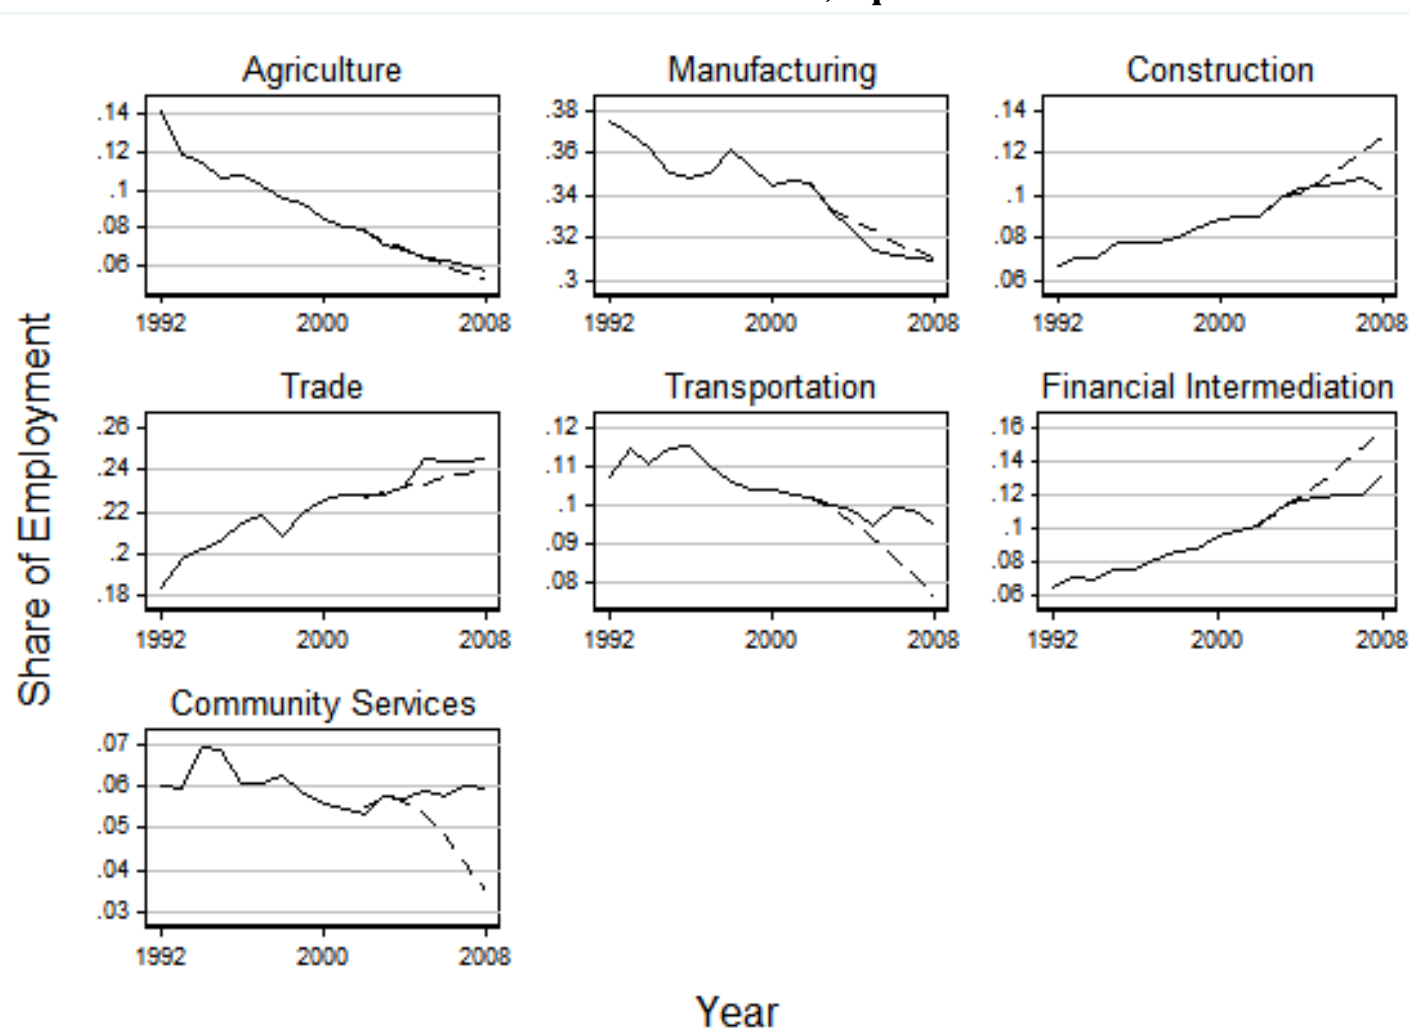 Agriculture
.14
.12
.1
.08
.06
1992 2000 2008
Manufacturing
.38
.36
.34
.32
.3
1992 2000 2008
Construction
.14
.12
.1
.08
.06
1992 2000 2008
Trade
.26
.24
.22
.2
.18
1992 2000 2008
Transportation
.12
.11
.1
.09
.08
1992 2000 2008
Financial Intermediation
.16
.14
.12
.1
.08
.06
1992 2000 2008
Community Services
.07
.06
.05
.04
.03
1992 2000 2008
Share of Employment
Year